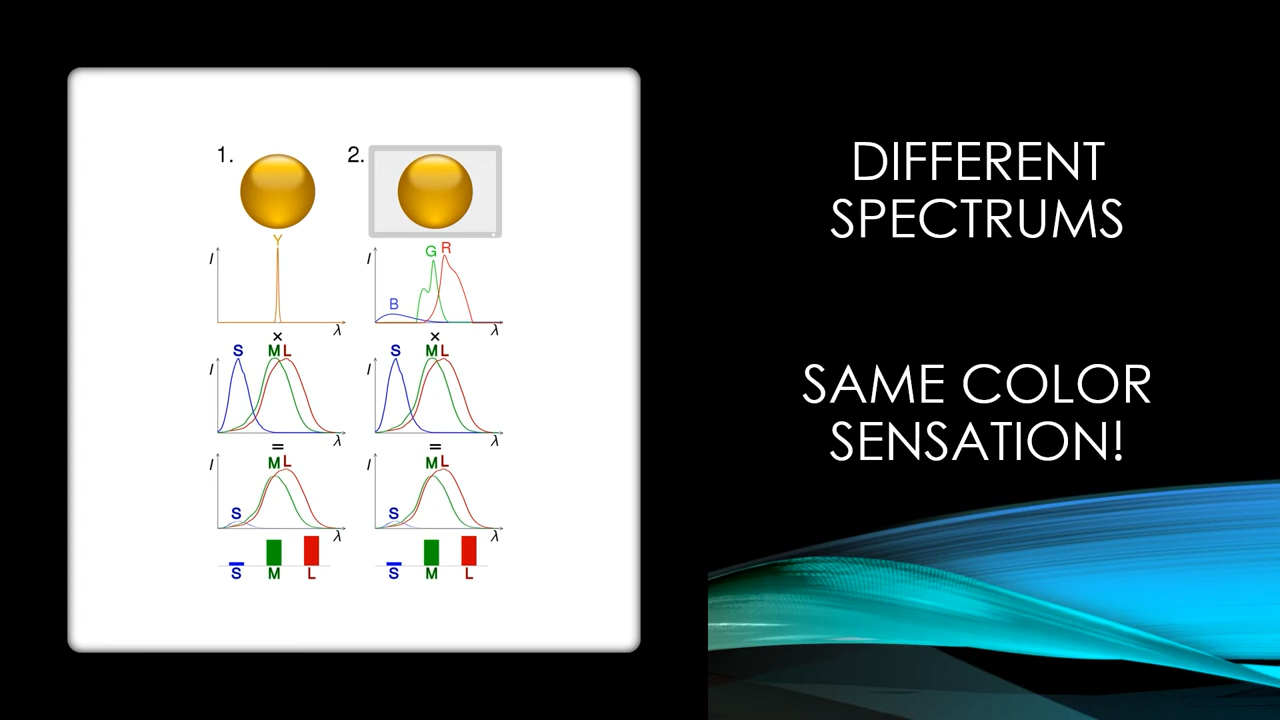 1.
2.
Y
I
λ
G R
B
I
λ
×
×
S M L
I
λ
S M L
I
λ
=
=
M L
S
I
λ
M L
S
I
λ
S M L
S M L
DIFFERENT
SPECTRUMS
SAME COLOR
SENSATION!